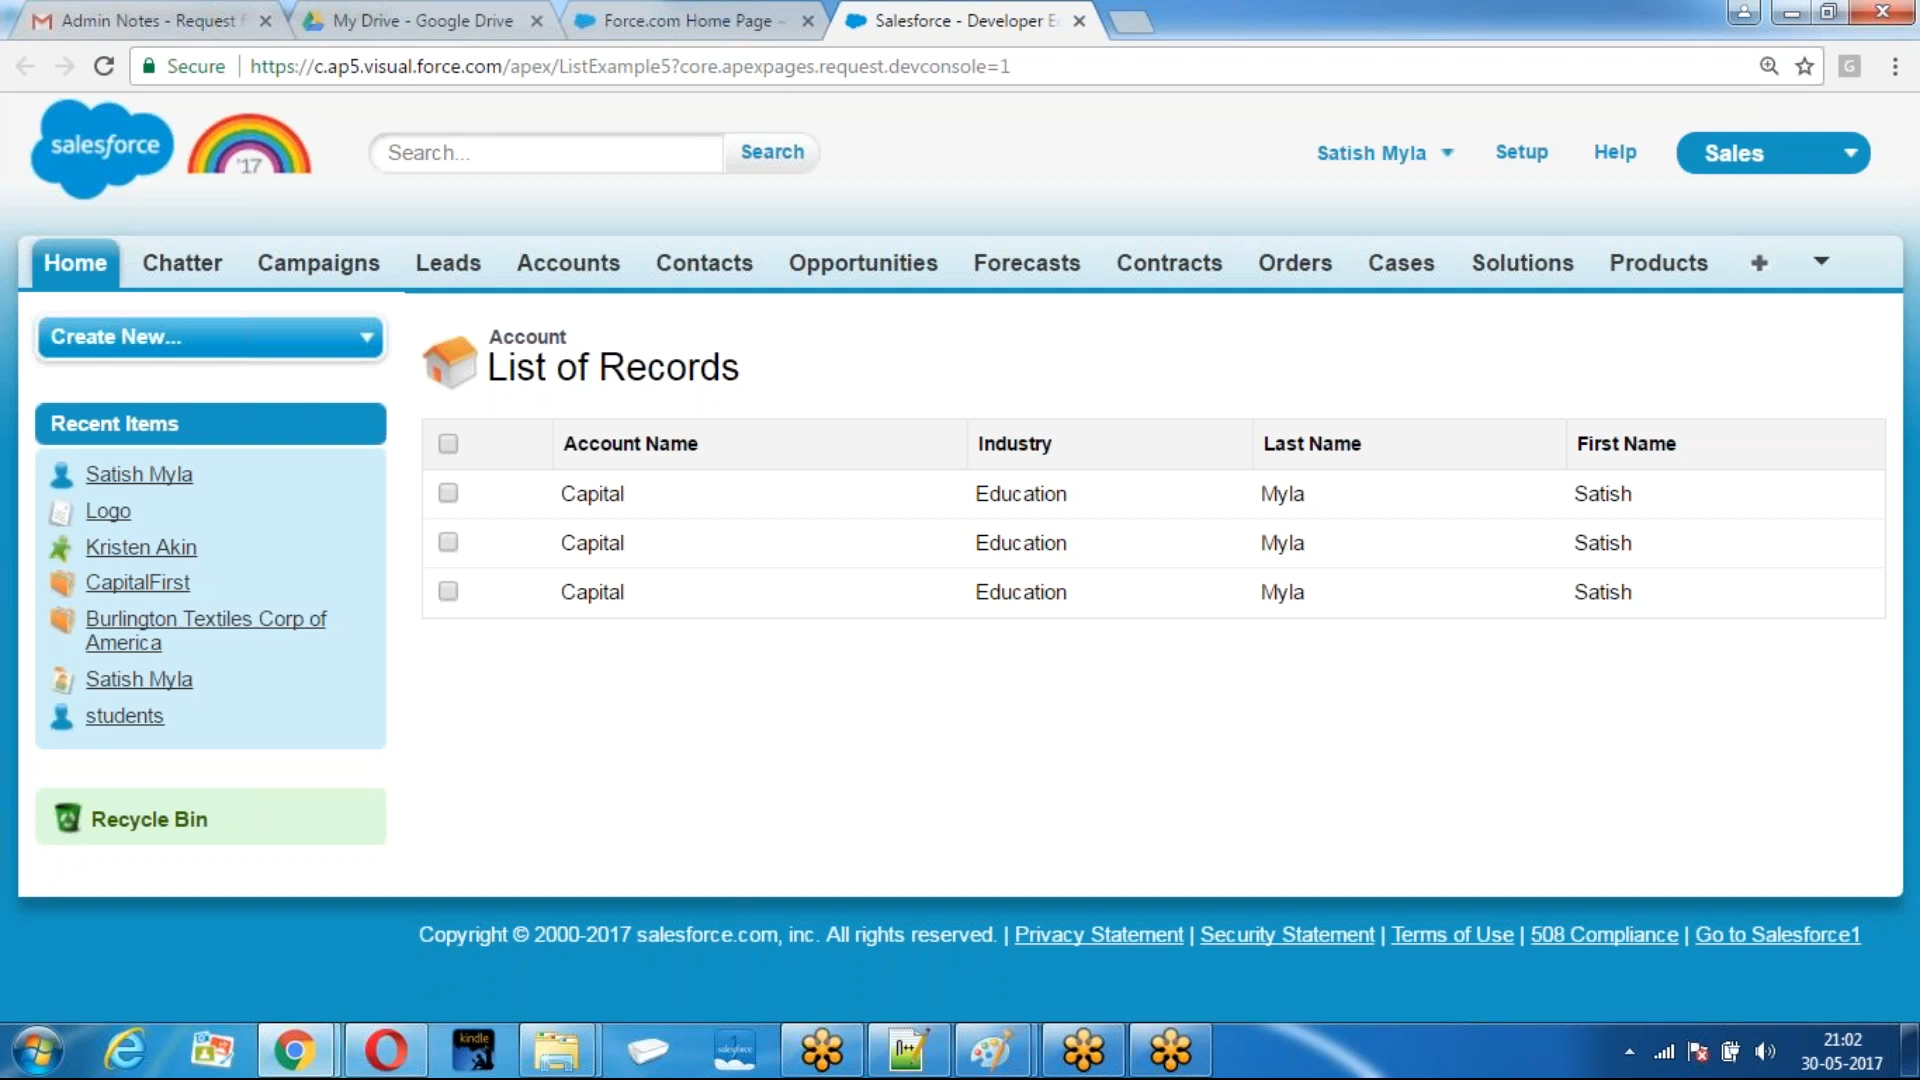 Admin Notes - Request f
My Drive - Google Drive
Force.com Home Page -
Salesforce - Developer E
Secure
https://c.ap5.visual.force.com/apex/ListExample5?core.apexpages.request.devconsole=1
G
salesforce
'17
Search...
Search
Satish Myla
Setup
Help
Sales
Home
Chatter
Campaigns
Leads
Accounts
Contacts
Opportunities
Forecasts
Contracts
Orders
Cases
Solutions
Products
Create New...
Recent Items
Satish Myla
Logo
Kristen Akin
CapitalFirst
Burlington Textiles Corp of
America
Satish Myla
students
Recycle Bin
Account
List of Records
Account Name Industry Last Name First Name
Capital Education Myla Satish
Capital Education Myla Satish
Capital Education Myla Satish
Copyright © 2000-2017 salesforce.com, inc. All rights reserved. | Privacy Statement | Security Statement | Terms of Use | 508 Compliance | Go to Salesforce1
kindle
salesforce
n++
21:02
30-05-2017